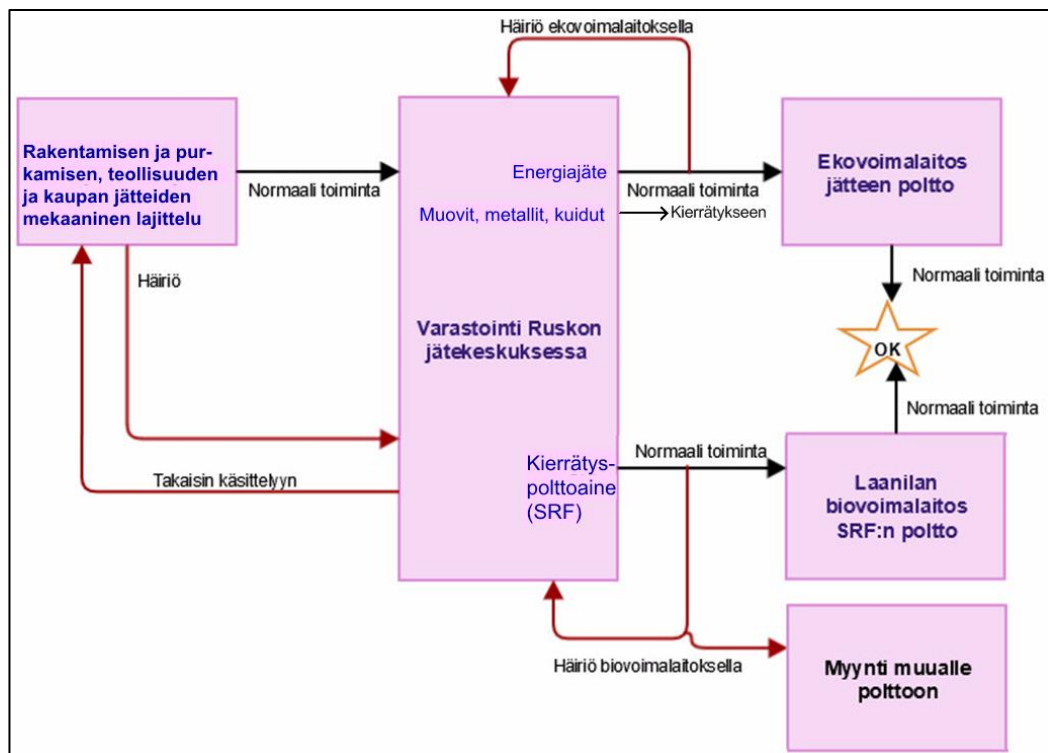 Häiriö ekovoimalaitoksella
Rakentamisen ja pur-
kamisen, teollisuuden
ja kaupan jätteiden
mekaaninen lajittelu
Normaali toiminta
Energiajäte
Normaali toiminta
Muovit, metallit, kuidut
Kierrätykseen
Ekovoimalaitos
jätteen poltto
Häiriö
Normaali toiminta
Varastointi Ruskon
jätekeskuksessa
OK
Normaali toiminta
Takaisin käsittelyyn
Kierrätys-
polttoaine
(SRF)
Normaali toiminta
Laanilan
biovoimalaitos
SRF:n poltto
Häiriö biovoimalaitoksella
Myynti muualle
polttoon